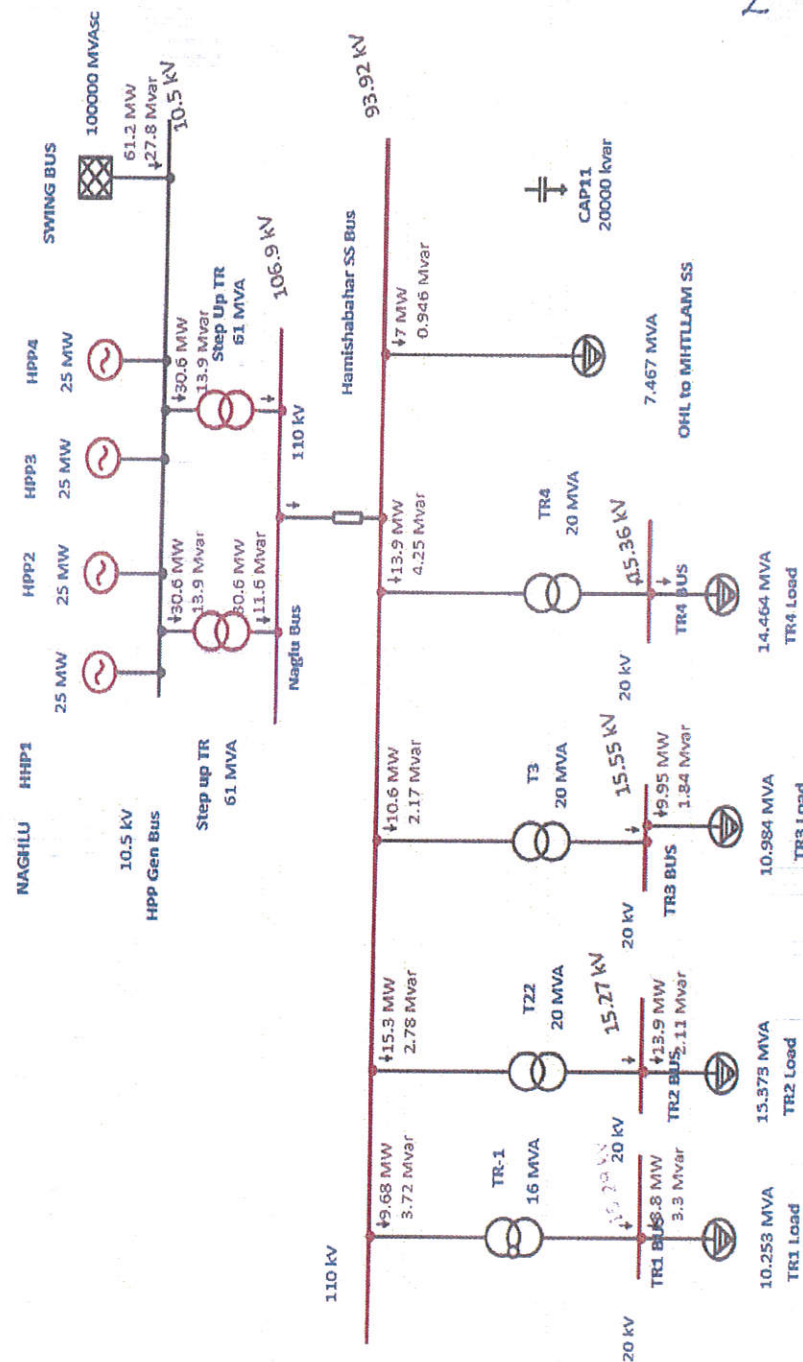 NAGHLU
HHP1
25 MW
HPP2
25 MW
HPP3
25 MW
HPP4
25 MW
SWING BUS
100000 MVAsc
61.2 MW
27.8 Mvar
10.5 kV
10.5 kV
HPP Gen Bus
30.6 MW
13.9 Mvar
30.6 MW
13.9 Mvar
Step up TR
61 MVA
Step Up TR
61 MVA
30.6 MW
11.6 Mvar
Naglu Bus
110 kV
106.9 kV
Hamishabahar SS Bus
93.92 kV
110 kV
9.68 MW
3.72 Mvar
15.3 MW
2.78 Mvar
10.6 MW
2.17 Mvar
13.9 MW
4.25 Mvar
7 MW
0.946 Mvar
CAP11
20000 kvar
TR-1
16 MVA
T22
20 MVA
T3
20 MVA
TR4
20 MVA
7.467 MVA
OHL to MHTLLAM SS
20 kV
TR1 BUS
8.8 MW
3.3 Mvar
20 kV
15.27 kV
TR2 BUS
13.9 MW
2.11 Mvar
20 kV
15.55 kV
TR3 BUS
9.95 MW
1.84 Mvar
20 kV
15.36 kV
TR4 BUS
10.253 MVA
TR1 Load
15.373 MVA
TR2 Load
10.984 MVA
TR3 Load
14.464 MVA
TR4 Load